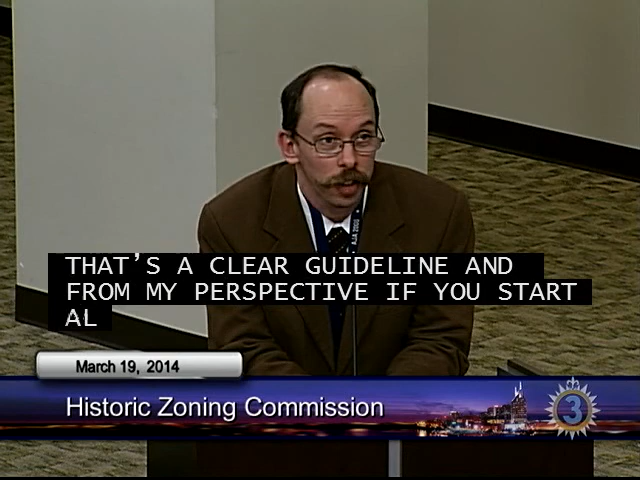 THAT'S A CLEAR GUIDELINE AND
FROM MY PERSPECTIVE IF YOU START
AL
March 19, 2014
Historic Zoning Commission
3